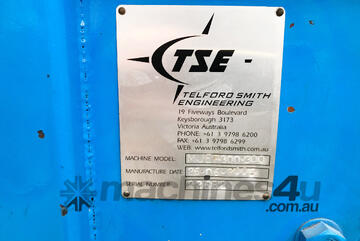 TSE
TELFORD SMITH
ENGINEERING
19 Fiveways Boulevard
Keysborough 3173
Victoria Australia
PHONE: +61 3 9798 6200
FAX: +61 3 9798 6299
WEB: www.telfordsmith.com.au
MACHINE MODEL:
MANUFACTURE DATE
SERIAL NUMBER
machines4u
.com.au